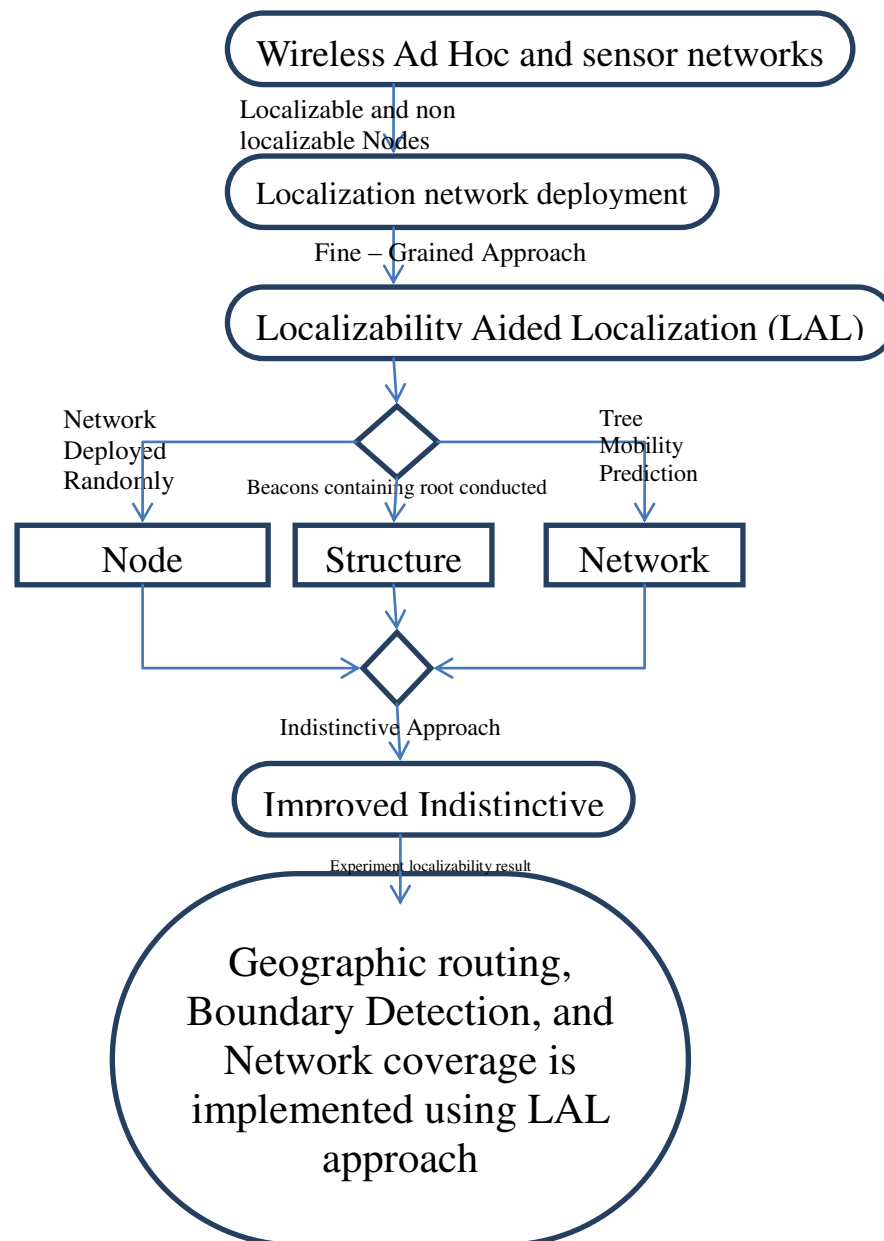 Wireless Ad Hoc and sensor networks
Localizable and non
localizable Nodes
Localization network deployment
Fine – Grained Approach
Localizability Aided Localization (LAL)
Network
Deployed
Randomly
Tree
Mobility
Prediction
Beacons containing root conducted
Node
Structure
Network
Indistinctive Approach
Improved Indistinctive
Experiment localizability result
Geographic routing,
Boundary Detection, and
Network coverage is
implemented using LAL
approach